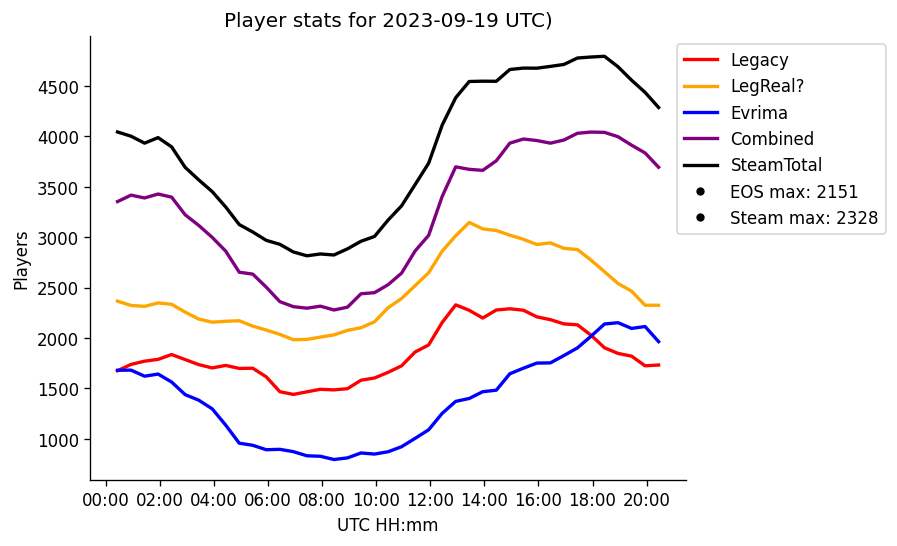 Player stats for 2023-09-19 UTC)
Legacy
LegReal?
Evrima
Combined
SteamTotal
EOS max: 2151
Steam max: 2328
Players
4500
4000
3500
3000
2500
2000
1500
1000
00:00 02:00 04:00 06:00 08:00 10:00 12:00 14:00 16:00 18:00 20:00
UTC HH:mm